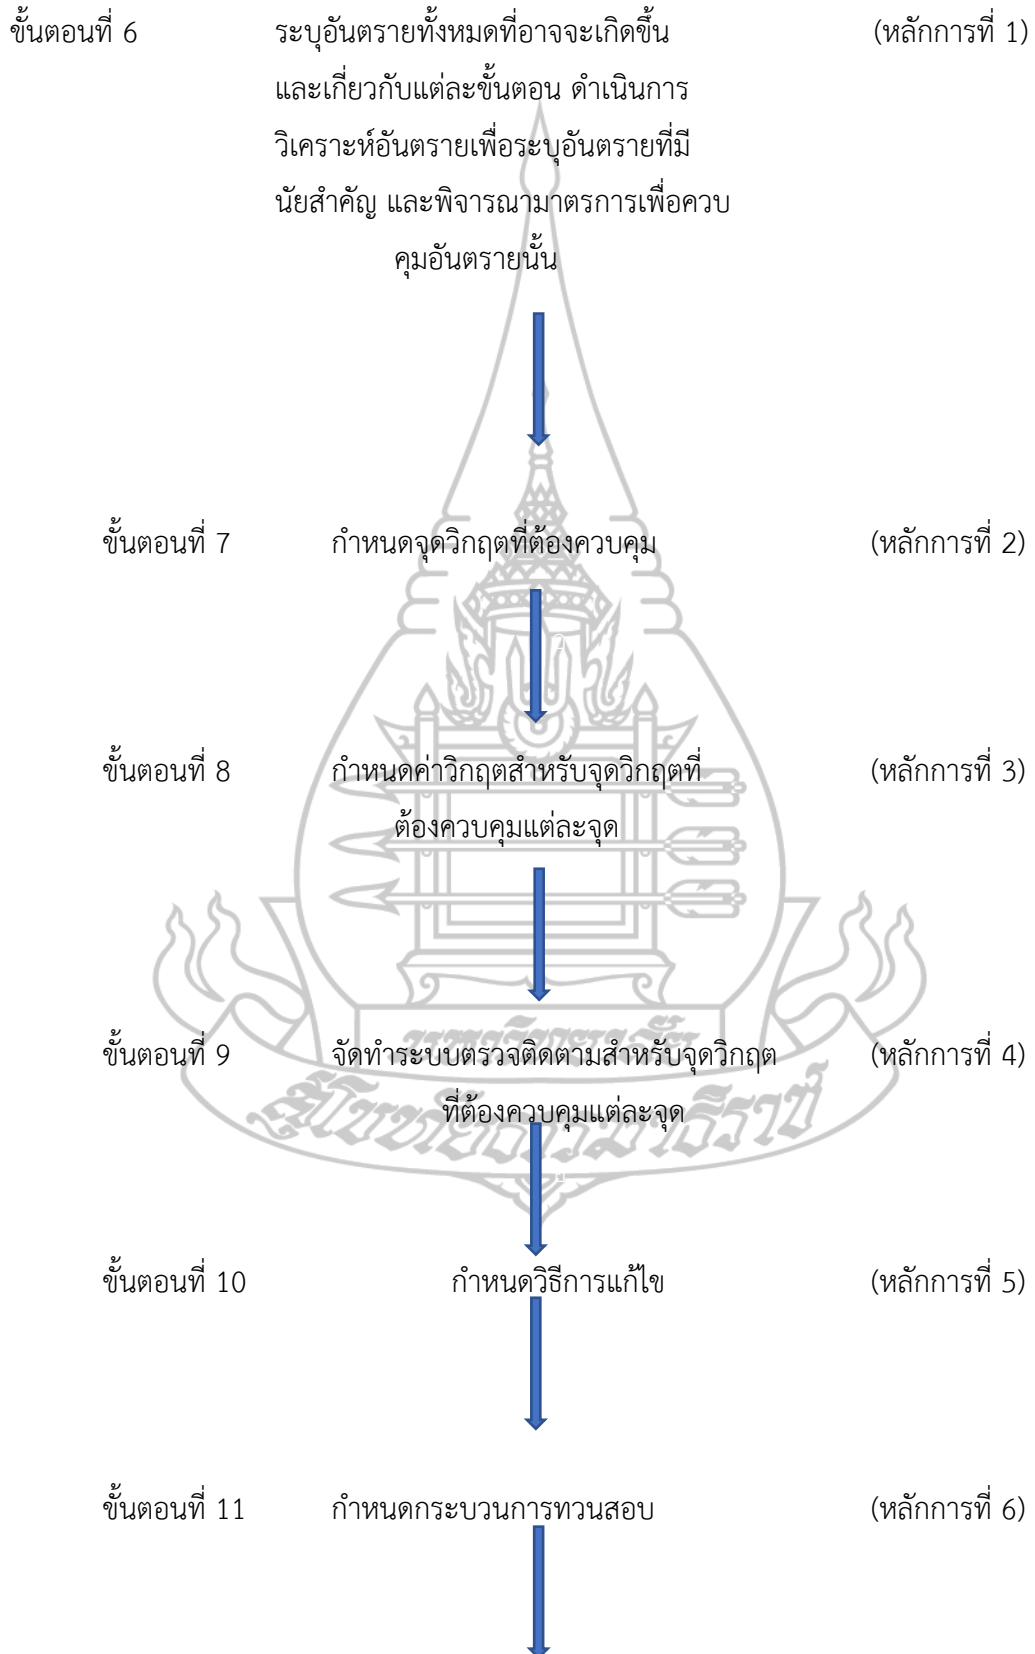 ขั้นตอนที่ 6 ระบุอันตรายทั้งหมดที่อาจจะเกิดขึ้น (หลักการที่ 1)
และเกี่ยวกับแต่ละขั้นตอน ดำเนินการ
วิเคราะห์อันตรายเพื่อระบุอันตรายที่มี
นัยสำคัญ และพิจารณามาตรการเพื่อควบ
คุมอันตรายนั้น
ขั้นตอนที่ 7 กำหนดจุดวิกฤตที่ต้องควบคุม (หลักการที่ 2)
ขั้นตอนที่ 8 กำหนดค่าวิกฤตสำหรับจุดวิกฤตที่ (หลักการที่ 3)
ต้องควบคุมแต่ละจุด
ขั้นตอนที่ 9 จัดทำระบบตรวจติดตามสำหรับจุดวิกฤต (หลักการที่ 4)
ที่ต้องควบคุมแต่ละจุด
สุโขทัยธรรมาธิราช
ขั้นตอนที่ 10 กำหนดวิธีการแก้ไข (หลักการที่ 5)
ขั้นตอนที่ 11 กำหนดกระบวนการทวนสอบ (หลักการที่ 6)